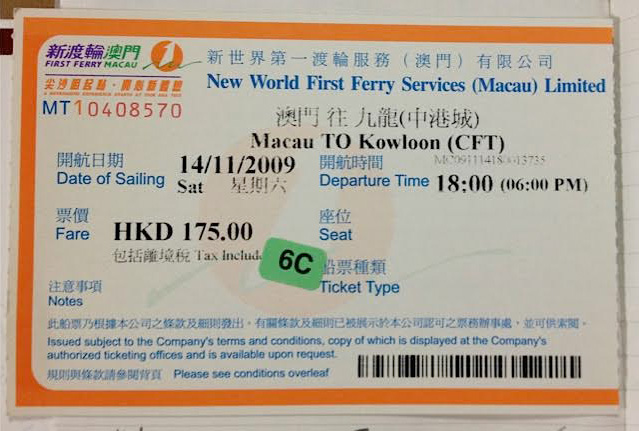 新渡輪澳門
FIRST FERRY MACAU
新世界第一渡輪服務（澳門）有限公司
New World First Ferry Services (Macau) Limited
尖沙咀起點·開心新體驗
MT10408570
澳門 往 九龍(中港城)
Macau TO Kowloon (CFT)
MC091114180013735
開航日期
Date of Sailing
14/11/2009
Sat 星期六
開航時間
Departure Time 18:00 (06:00 PM)
票價
Fare HKD 175.00
包括離境稅 Tax Include
座位
Seat
6C
船票種類
Ticket Type
注意事項
Notes
此船票乃根據本公司之條款及細則發出，有關條款及細則已被展示於本公司認可之票務辦事處，並可供索閱。
Issued subject to the Company's terms and conditions, copy of which is displayed at the Company's
authorized ticketing offices and is available upon request.
規則與條款請參閱背頁 Please see conditions overleaf